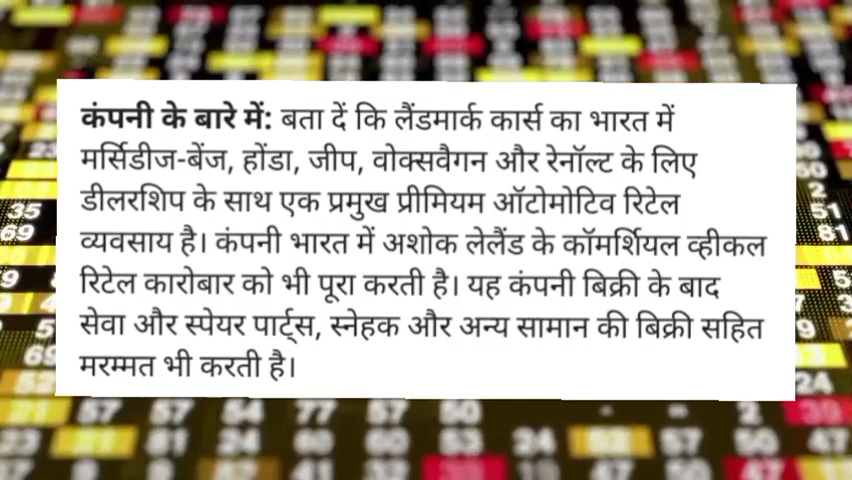 कंपनी के बारे में: बता दें कि लैंडमार्क कार्स का भारत में
मर्सिडीज-बेंज, होंडा, जीप, वोक्सवैगन और रेनॉल्ट के लिए
डीलरशिप के साथ एक प्रमुख प्रीमियम ऑटोमोटिव रिटेल
व्यवसाय है। कंपनी भारत में अशोक लेलैंड के कॉमर्शियल व्हीकल
रिटेल कारोबार को भी पूरा करती है। यह कंपनी बिक्री के बाद
सेवा और स्पेयर पार्ट्स, स्नेहक और अन्य सामान की बिक्री सहित
मरम्मत भी करती है।